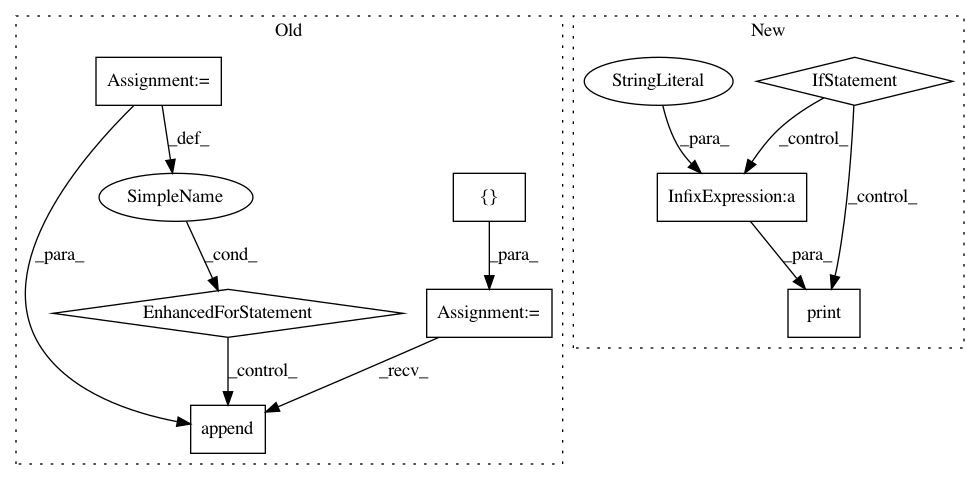 Old
New
Assignment:=
StringLiteral
IfStatement
_def_
_para_
_control_
SimpleName
{}
InfixExpression:a
_control_
_para_
_cond_
_para_
_para_
EnhancedForStatement
Assignment:=
print
_control_
_recv_
append